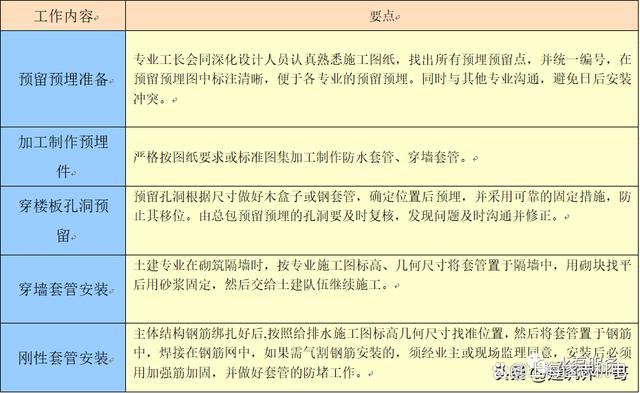 工作内容
要点
预留预埋准备
专业工长会同深化设计人员认真熟悉施工图纸，找出所有预埋预留点，并统一编号，在
预留预埋图中标注清晰，便于各专业的预留预埋。同时与其他专业沟通，避免日后安装
冲突。
加工制作预埋
件
严格按图纸要求或标准图集加工制作防水套管、穿墙套管。
穿楼板孔洞预
留
预留孔洞根据尺寸做好木盒子或钢套管，确定位置后预埋，并采用可靠的固定措施，防
止其移位。由总包预留预埋的孔洞要及时复核，发现问题及时沟通并修正。
穿墙套管安装
土建专业在砌筑隔墙时，按专业施工图标高、几何尺寸将套管置于隔墙中，用砌块找平
后用砂浆固定，然后交给土建队伍继续施工。
刚性套管安装
主体结构钢筋绑扎好后,按照给排水施工图标高几何尺寸找准位置，然后将套管置于钢筋
中，焊接在钢筋网中，如果需气割钢筋安装的，须经业主或现场监理同意，安装后必须
用加强筋加固，并做好套管的防堵工作。